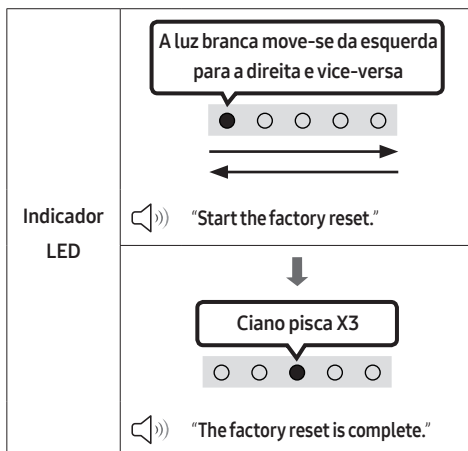 Indicador
LED
A luz branca move-se da esquerda
para a direita e vice-versa
"Start the factory reset."
Ciano pisca X3
"The factory reset is complete."